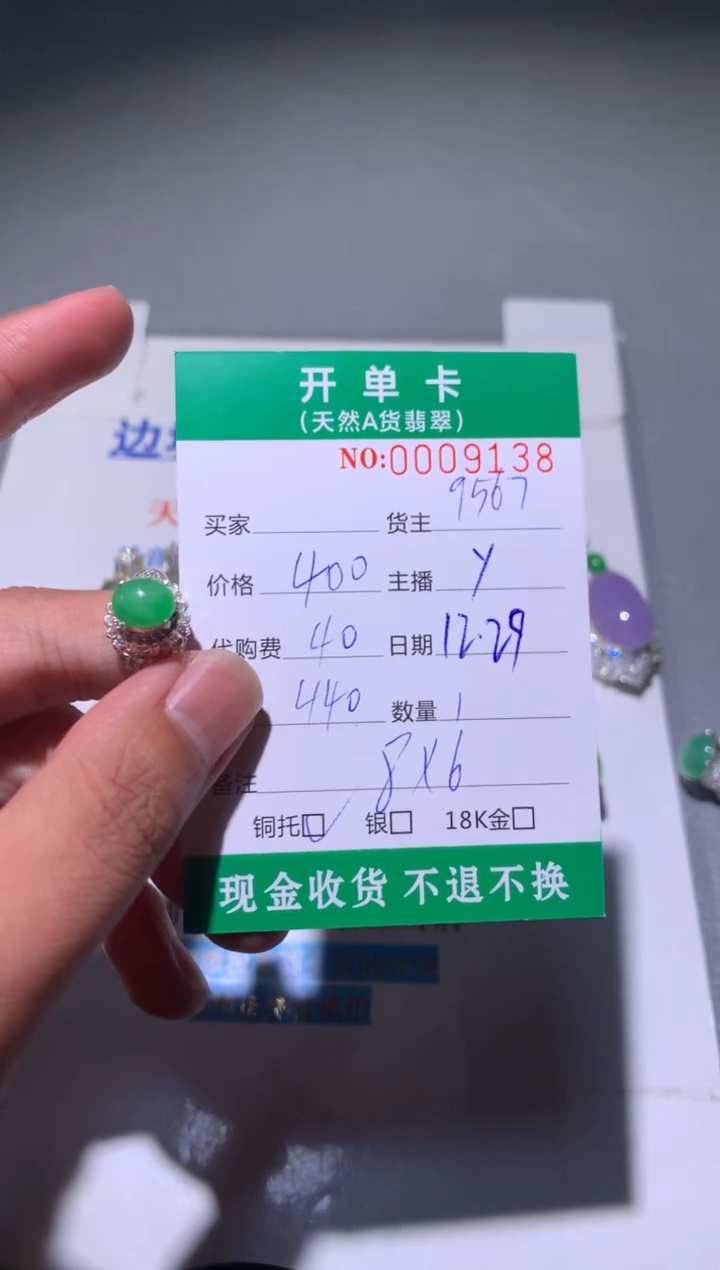 开单卡
(天然A货翡翠)
NO:0009138
买家 货主 9567
价格 400 主播 Y
代购费 40 日期 12.29
440 数量 1
备注 8X6
铜托☑ 银☐ 18K金☐
现金收货 不退不换
边
天